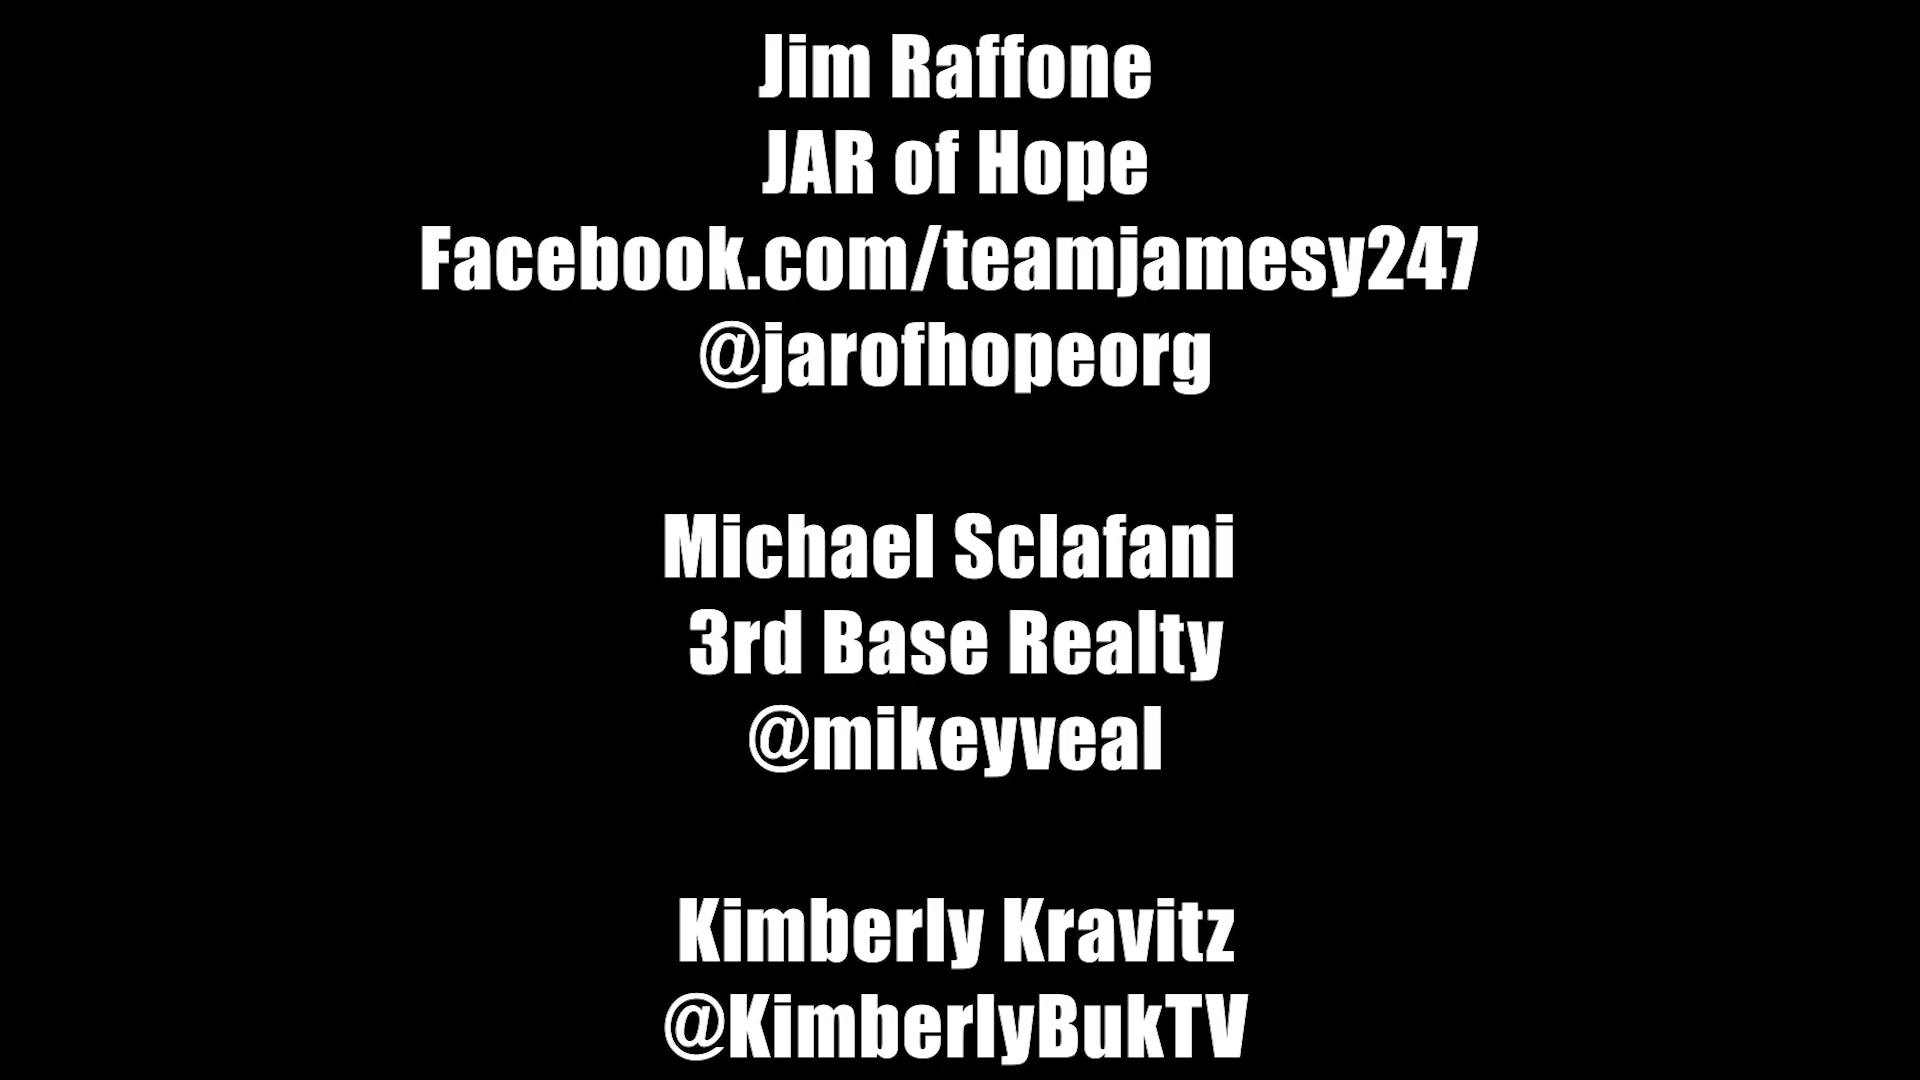 Jim Raffone
JAR of Hope
Facebook.com/teamjamesy247
@jarofhopeorg
Michael Sclafani
3rd Base Realty
@mikeyveal
Kimberly Kravitz
@KimberlyBukTV